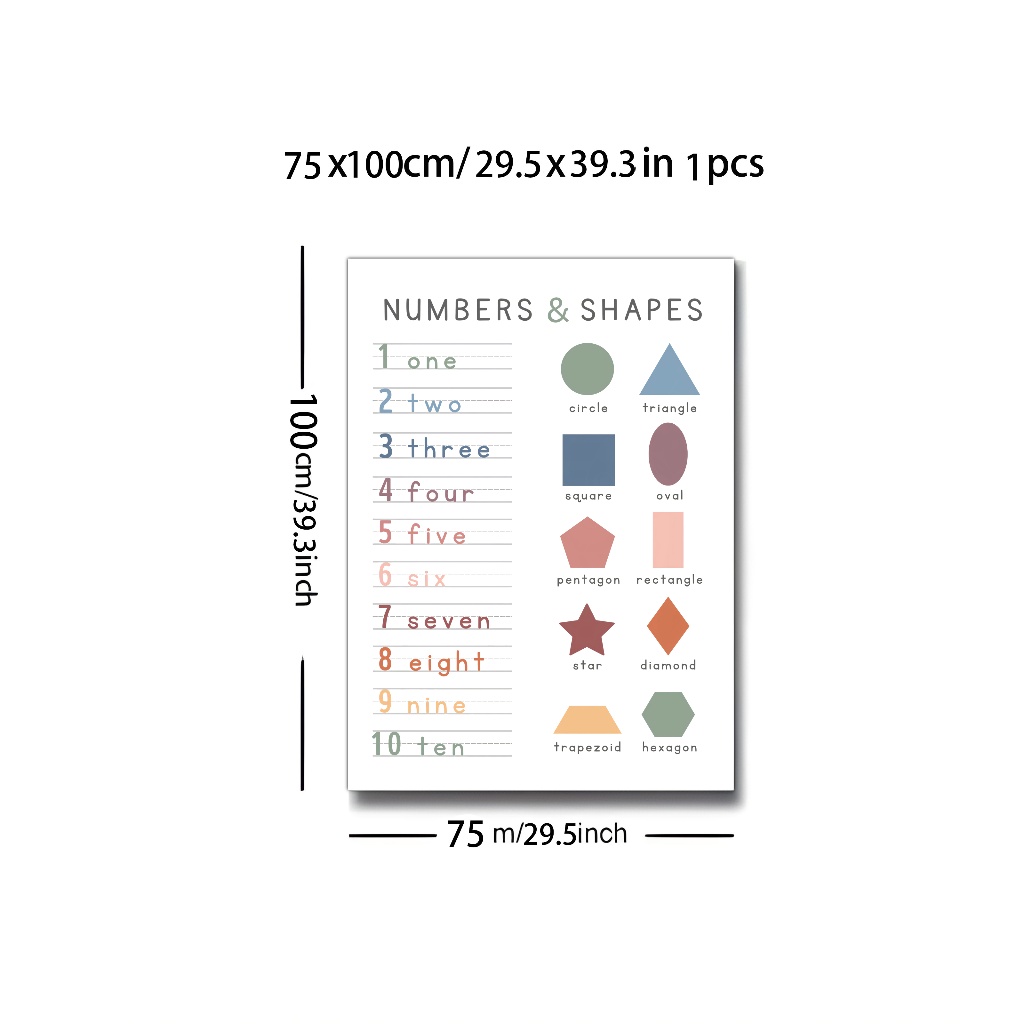 75x100cm/ 29.5x39.3in 1pcs
NUMBERS & SHAPES
1 one
2 two
3 three
4 four
5 five
6 six
7 seven
8 eight
9 nine
10 ten
circle triangle
square oval
pentagon rectangle
star diamond
trapezoid hexagon
100cm/39.3inch
75 m/29.5inch